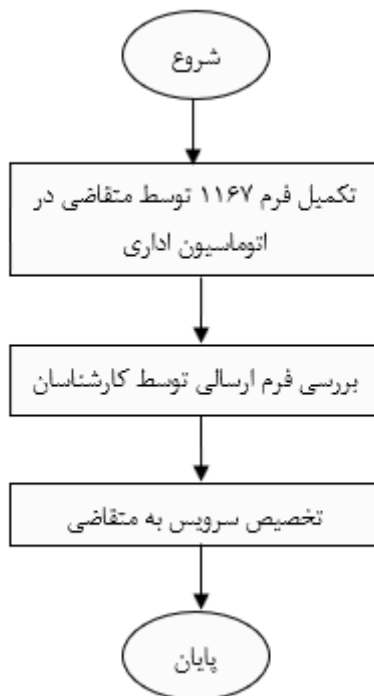 شروع
تکمیل فرم ۱۱۶۷ توسط متقاضی در
اتوماسیون اداری
بررسی فرم ارسالی توسط کارشناسان
تخصیص سرویس به متقاضی
پایان